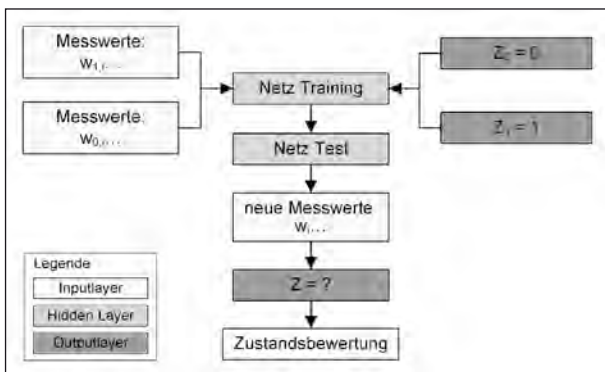 Messwerte:
w₁,ᵢ,…
Messwerte:
w₀,ᵢ,…
Netz Training
Z₀ = 0
Z₁ = 1
Netz Test
neue Messwerte
wᵢ,…
Z = ?
Zustandsbewertung
Legende
Inputlayer
Hidden Layer
Outputlayer